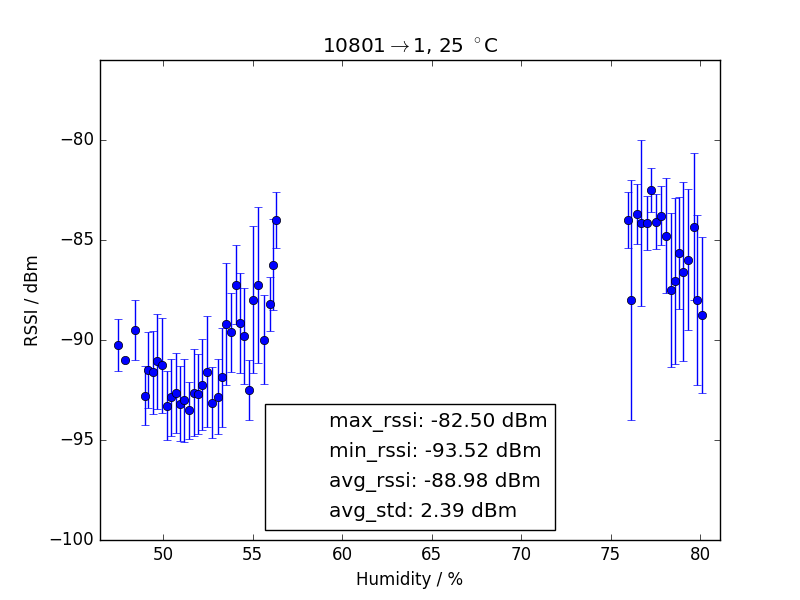 10801→1, 25 °C
−80
−85
−90
−95
−100
RSSI / dBm
max_rssi: -82.50 dBm
min_rssi: -93.52 dBm
avg_rssi: -88.98 dBm
avg_std: 2.39 dBm
50 55 60 65 70 75 80
Humidity / %